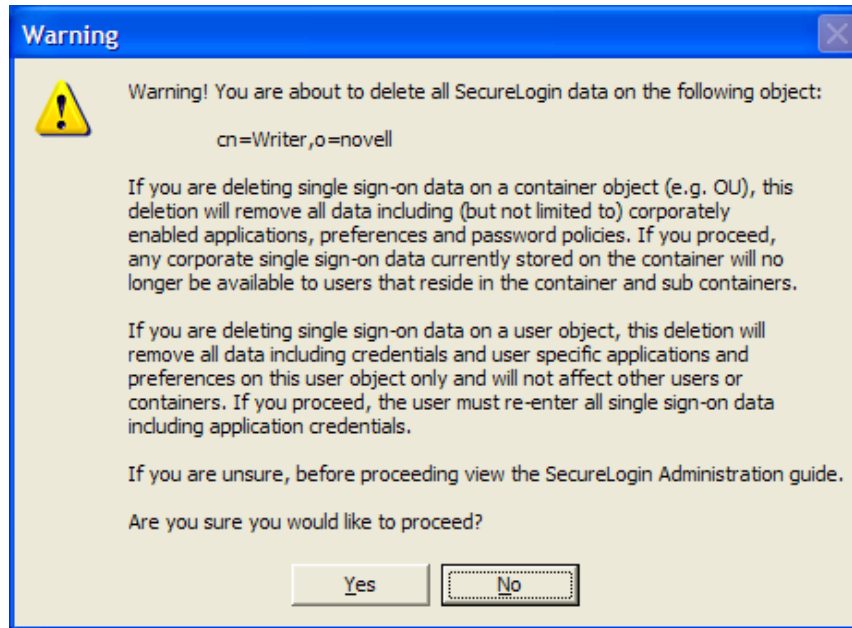 Warning
Warning! You are about to delete all SecureLogin data on the following object:
cn=Writer,o=novell
If you are deleting single sign-on data on a container object (e.g. OU), this
deletion will remove all data including (but not limited to) corporately
enabled applications, preferences and password policies. If you proceed,
any corporate single sign-on data currently stored on the container will no
longer be available to users that reside in the container and sub containers.
If you are deleting single sign-on data on a user object, this deletion will
remove all data including credentials and user specific applications and
preferences on this user object only and will not affect other users or
containers. If you proceed, the user must re-enter all single sign-on data
including application credentials.
If you are unsure, before proceeding view the SecureLogin Administration guide.
Are you sure you would like to proceed?
Yes No